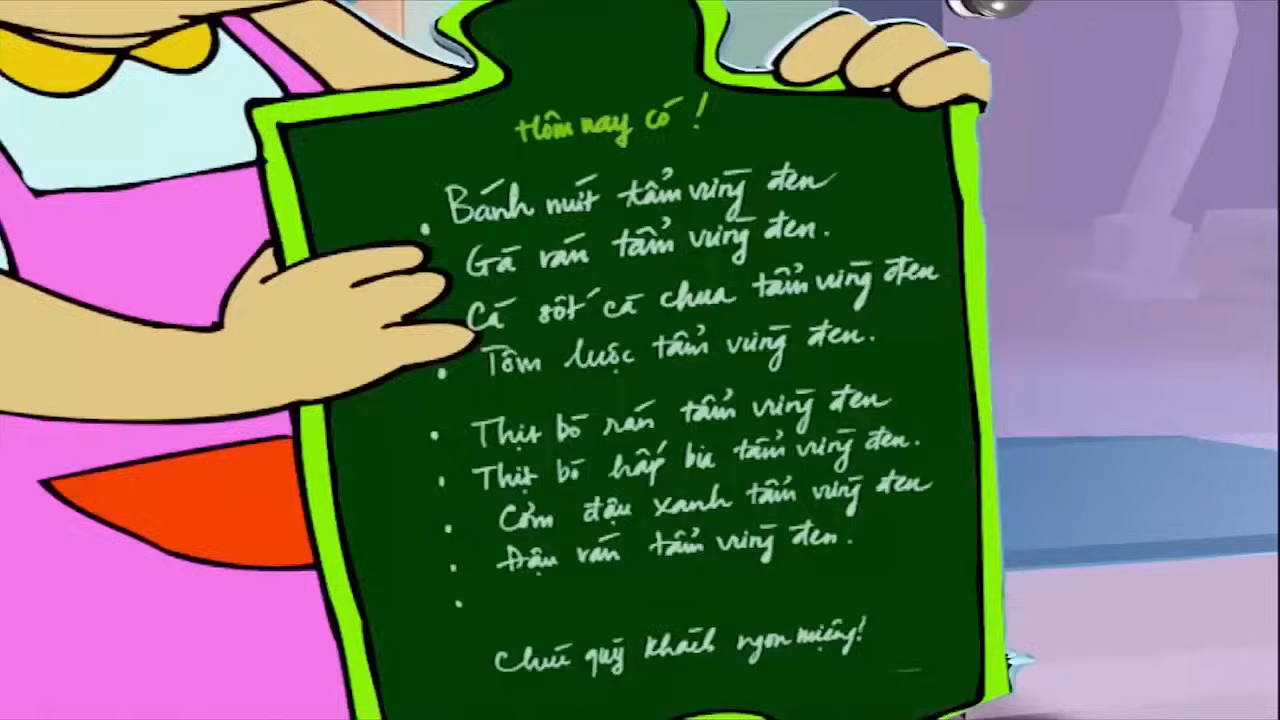 Hôm nay có!
Bánh mứt tẩm vừng đen
Gà rán tẩm vừng đen.
Cá sốt cà chua tẩm vừng đen
Tôm luộc tẩm vừng đen.
Thịt bò rán tẩm vừng đen
Thịt bò hấp bia tẩm vừng đen.
Cơm đậu xanh tẩm vừng đen
Đậu rán tẩm vừng đen.
Chúc quý khách ngon miệng!